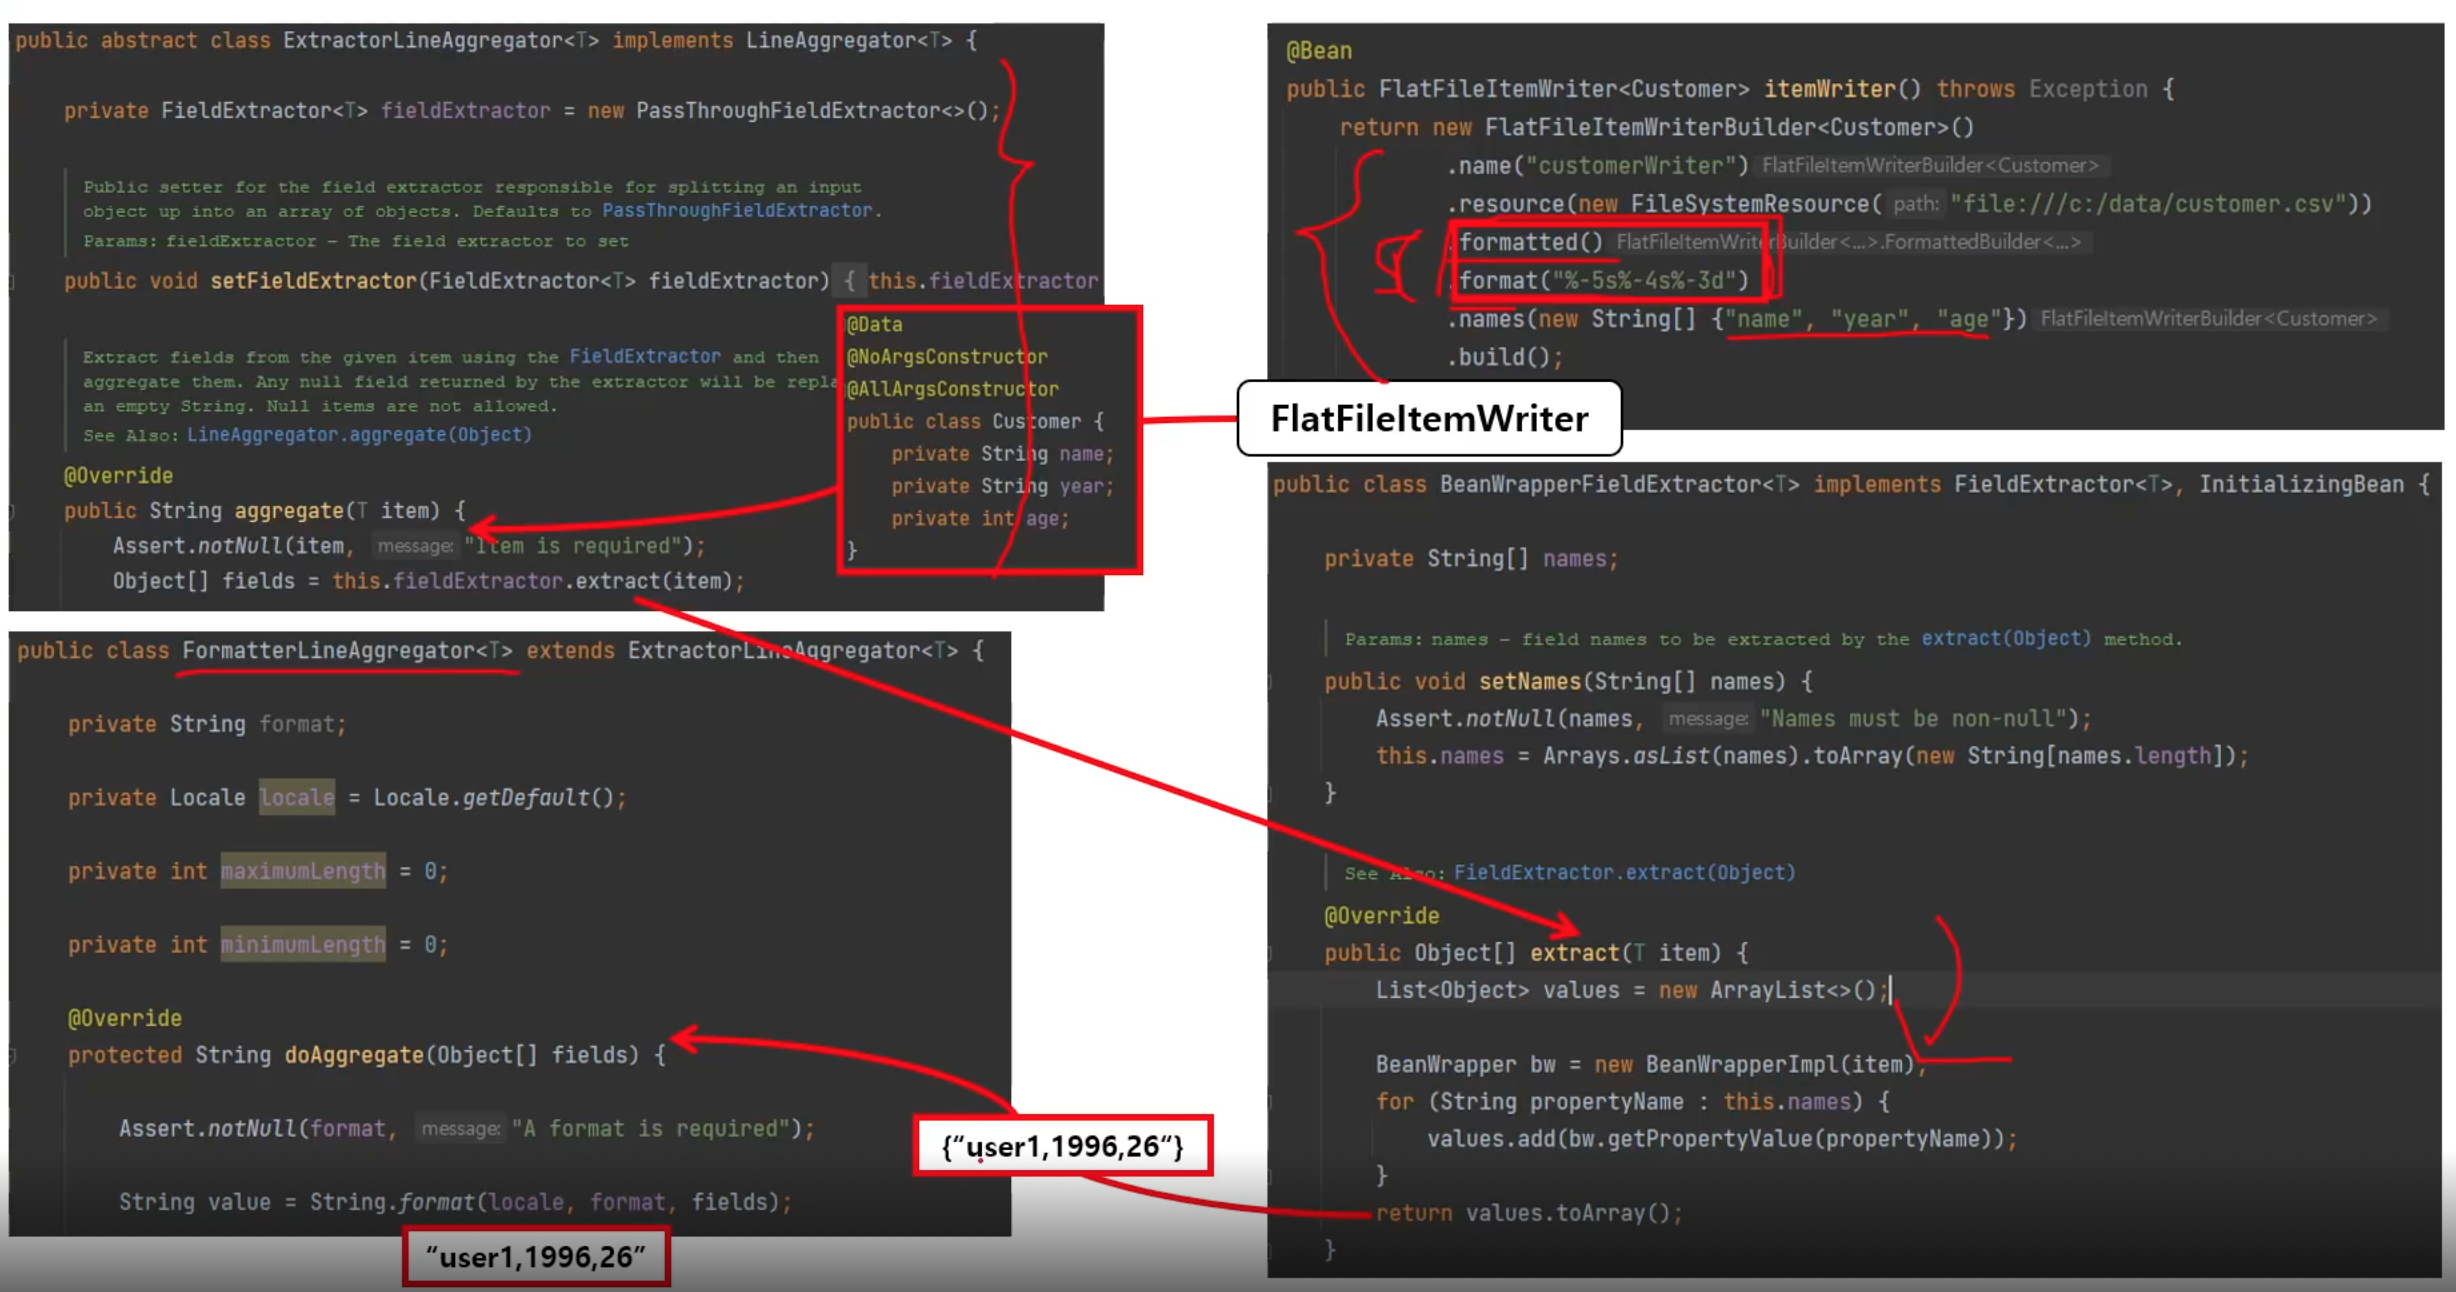 public abstract class ExtractorLineAggregator<T> implements LineAggregator<T> {
private FieldExtractor<T> fieldExtractor = new PassThroughFieldExtractor<>();
Public setter for the field extractor responsible for splitting an input
object up into an array of objects. Defaults to PassThroughFieldExtractor.
Params: fieldExtractor – The field extractor to set
public void setFieldExtractor(FieldExtractor<T> fieldExtractor) { this.fieldExtractor
Extract fields from the given item using the FieldExtractor and then
aggregate them. Any null field returned by the extractor will be repla
an empty String. Null items are not allowed.
See Also: LineAggregator.aggregate(Object)
@Override
public String aggregate(T item) {
Assert.notNull(item, message: "Item is required");
Object[] fields = this.fieldExtractor.extract(item);
@Data
@NoArgsConstructor
@AllArgsConstructor
public class Customer {
private String name;
private String year;
private int age;
}
@Bean
public FlatFileItemWriter<Customer> itemWriter() throws Exception {
return new FlatFileItemWriterBuilder<Customer>()
.name("customerWriter") FlatFileItemWriterBuilder<Customer>
.resource(new FileSystemResource( path: "file:///c:/data/customer.csv"))
.formatted() FlatFileItemWriterBuilder<...>.FormattedBuilder<...>
.format("%-5s%-4s%-3d")
.names(new String[] {"name", "year", "age"}) FlatFileItemWriterBuilder<Customer>
.build();
FlatFileItemWriter
public class FormatterLineAggregator<T> extends ExtractorLineAggregator<T> {
private String format;
private Locale locale = Locale.getDefault();
private int maximumLength = 0;
private int minimumLength = 0;
@Override
protected String doAggregate(Object[] fields) {
Assert.notNull(format, message: "A format is required");
String value = String.format(locale, format, fields);
“user1,1996,26”
{“user1,1996,26“}
public class BeanWrapperFieldExtractor<T> implements FieldExtractor<T>, InitializingBean {
private String[] names;
Params: names – field names to be extracted by the extract(Object) method.
public void setNames(String[] names) {
Assert.notNull(names, message: "Names must be non-null");
this.names = Arrays.asList(names).toArray(new String[names.length]);
}
See Also: FieldExtractor.extract(Object)
@Override
public Object[] extract(T item) {
List<Object> values = new ArrayList<>();
BeanWrapper bw = new BeanWrapperImpl(item);
for (String propertyName : this.names) {
values.add(bw.getPropertyValue(propertyName));
}
return values.toArray();
}